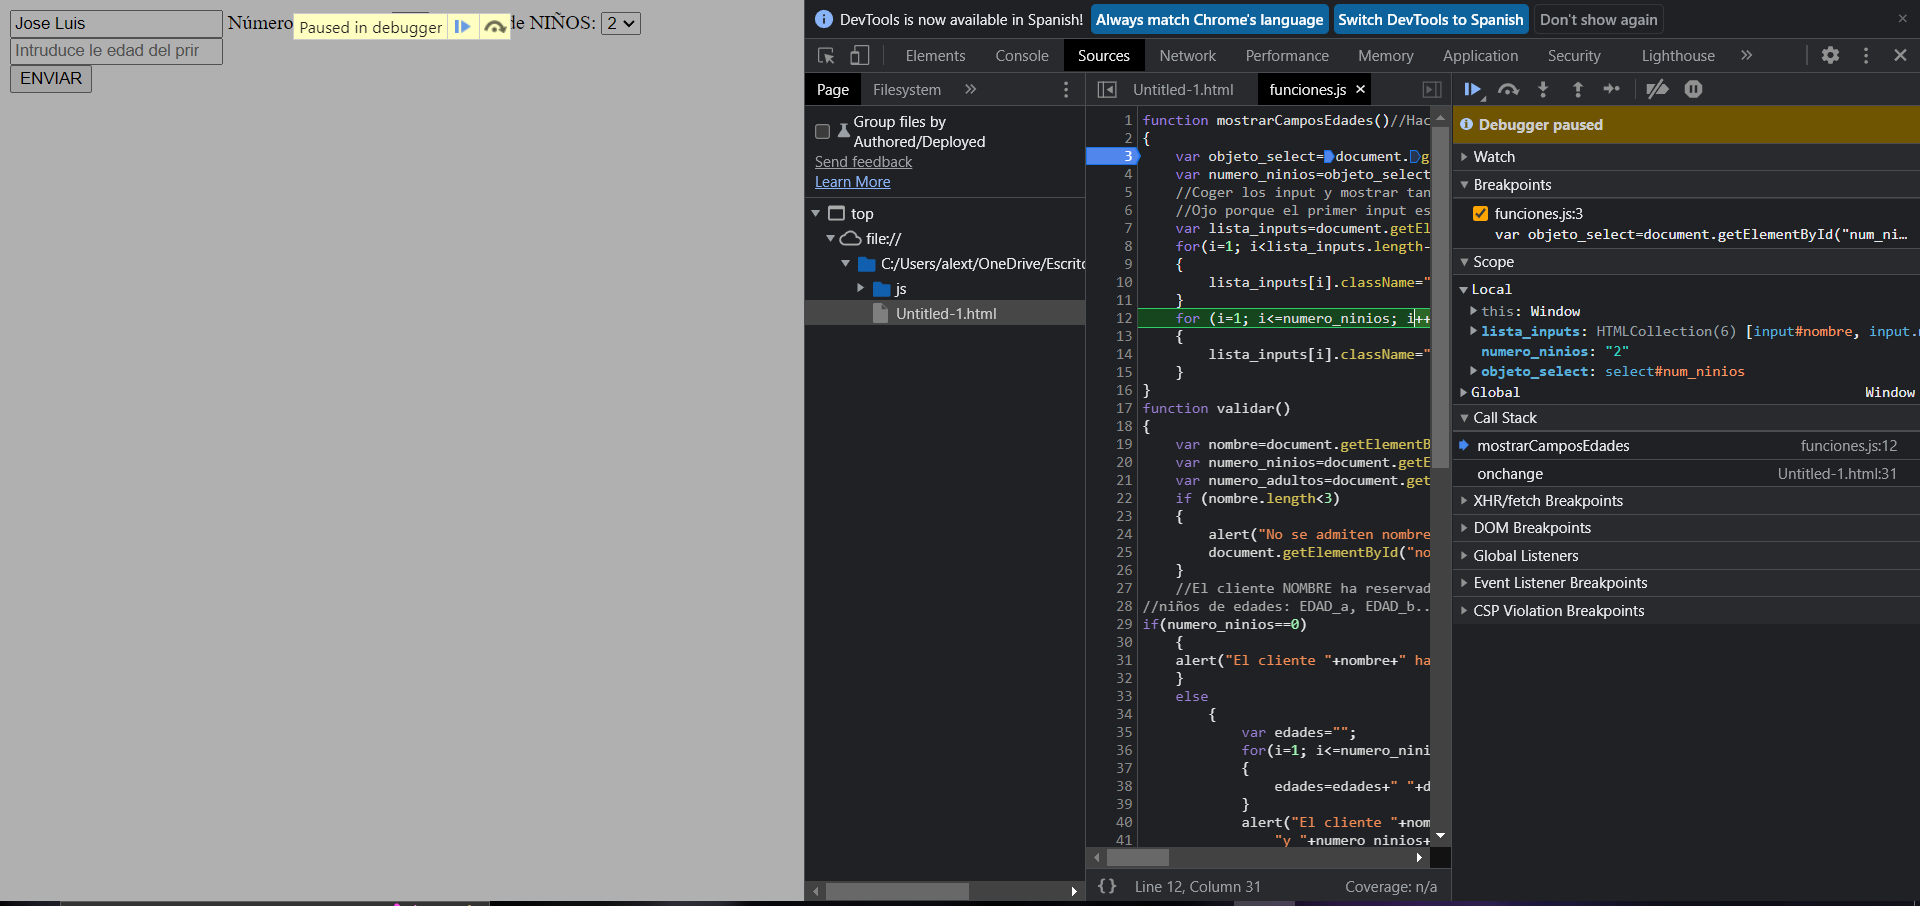 Jose Luis
Número
Paused in debugger
de NIÑOS:
2
Introduce le edad del prir
ENVIAR
DevTools is now available in Spanish!
Always match Chrome's language
Switch DevTools to Spanish
Don't show again
Elements
Console
Sources
Network
Performance
Memory
Application
Security
Lighthouse
Page
Filesystem
Group files by
Authored/Deployed
Send feedback
Learn More
top
file://
C:/Users/alext/OneDrive/Escrito
js
Untitled-1.html
Untitled-1.html
funciones.js
1 function mostrarCamposEdades()//Hac
2 {
3 var objeto_select=document.g
4 var numero_ninios=objeto_select
5 //Coger los input y mostrar tan
6 //Ojo porque el primer input es
7 var lista_inputs=document.getEl
8 for(i=1; i<lista_inputs.length-
9 {
10 lista_inputs[i].className="
11 }
12 for (i=1; i<=numero_ninios; i++
13 {
14 lista_inputs[i].className="
15 }
16 }
17 function validar()
18 {
19 var nombre=document.getElementB
20 var numero_ninios=document.getE
21 var numero_adultos=document.get
22 if (nombre.length<3)
23 {
24 alert("No se admiten nombre
25 document.getElementById("no
26 }
27 //El cliente NOMBRE ha reservad
28 //niños de edades: EDAD_a, EDAD_b..
29 if(numero_ninios==0)
30 {
31 alert("El cliente "+nombre+" ha
32 }
33 else
34 {
35 var edades="";
36 for(i=1; i<=numero_nini
37 {
38 edades=edades+" "+d
39 }
40 alert("El cliente "+nom
41 "y "+numero_ninios+
{} Line 12, Column 31
Coverage: n/a
Debugger paused
Watch
Breakpoints
funciones.js:3
var objeto_select=document.getElementById("num_ni…
Scope
Local
this: Window
lista_inputs: HTMLCollection(6) [input#nombre, input.
numero_ninios: "2"
objeto_select: select#num_ninios
Global Window
Call Stack
mostrarCamposEdades funciones.js:12
onchange Untitled-1.html:31
XHR/fetch Breakpoints
DOM Breakpoints
Global Listeners
Event Listener Breakpoints
CSP Violation Breakpoints